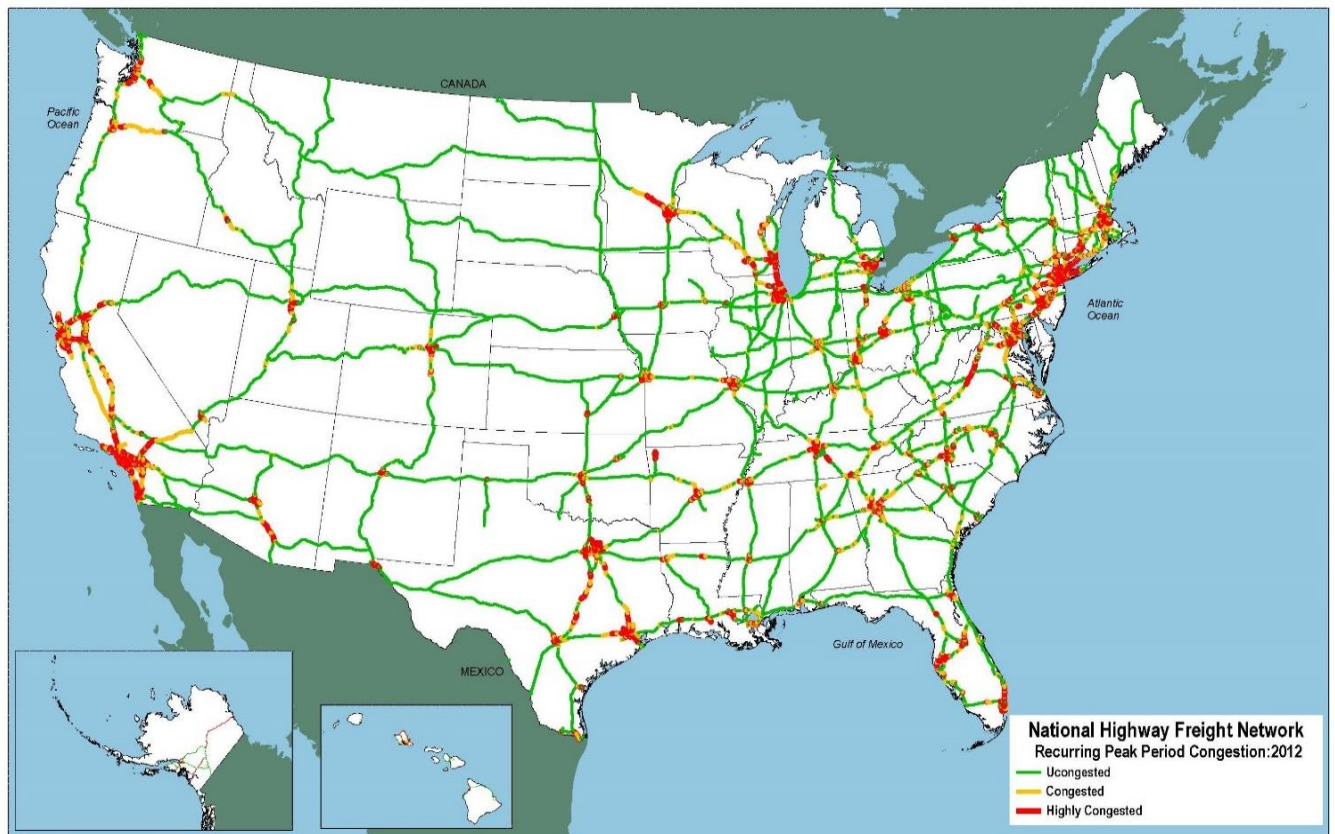 CANADA
Pacific
Ocean
Atlantic
Ocean
Gulf of Mexico
MEXICO
National Highway Freight Network
Recurring Peak Period Congestion:2012
Ucongested
Congested
Highly Congested